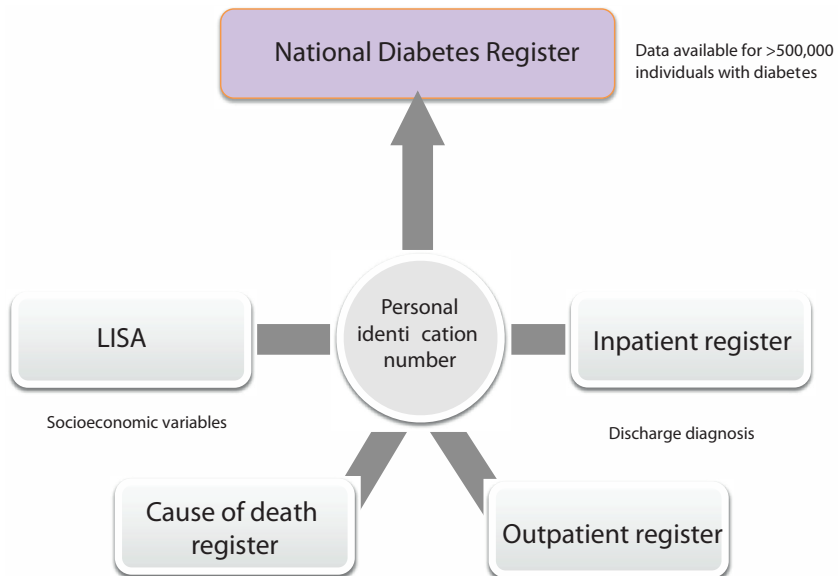 National Diabetes Register
Data available for >500,000
individuals with diabetes
Personal
identi cation
number
LISA
Inpatient register
Socioeconomic variables
Discharge diagnosis
Cause of death
register
Outpatient register